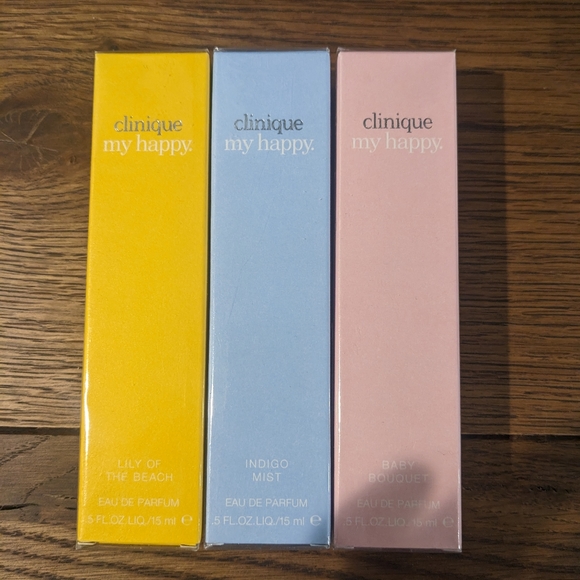 clinique
my happy.
LILY OF
THE BEACH
EAU DE PARFUM
.5 FL.OZ.LIQ./15 ml ℮
clinique
my happy.
INDIGO
MIST
EAU DE PARFUM
.5 FL.OZ.LIQ./15 ml ℮
clinique
my happy.
BABY
BOUQUET
EAU DE PARFUM
.5 FL.OZ.LIQ./15 ml ℮